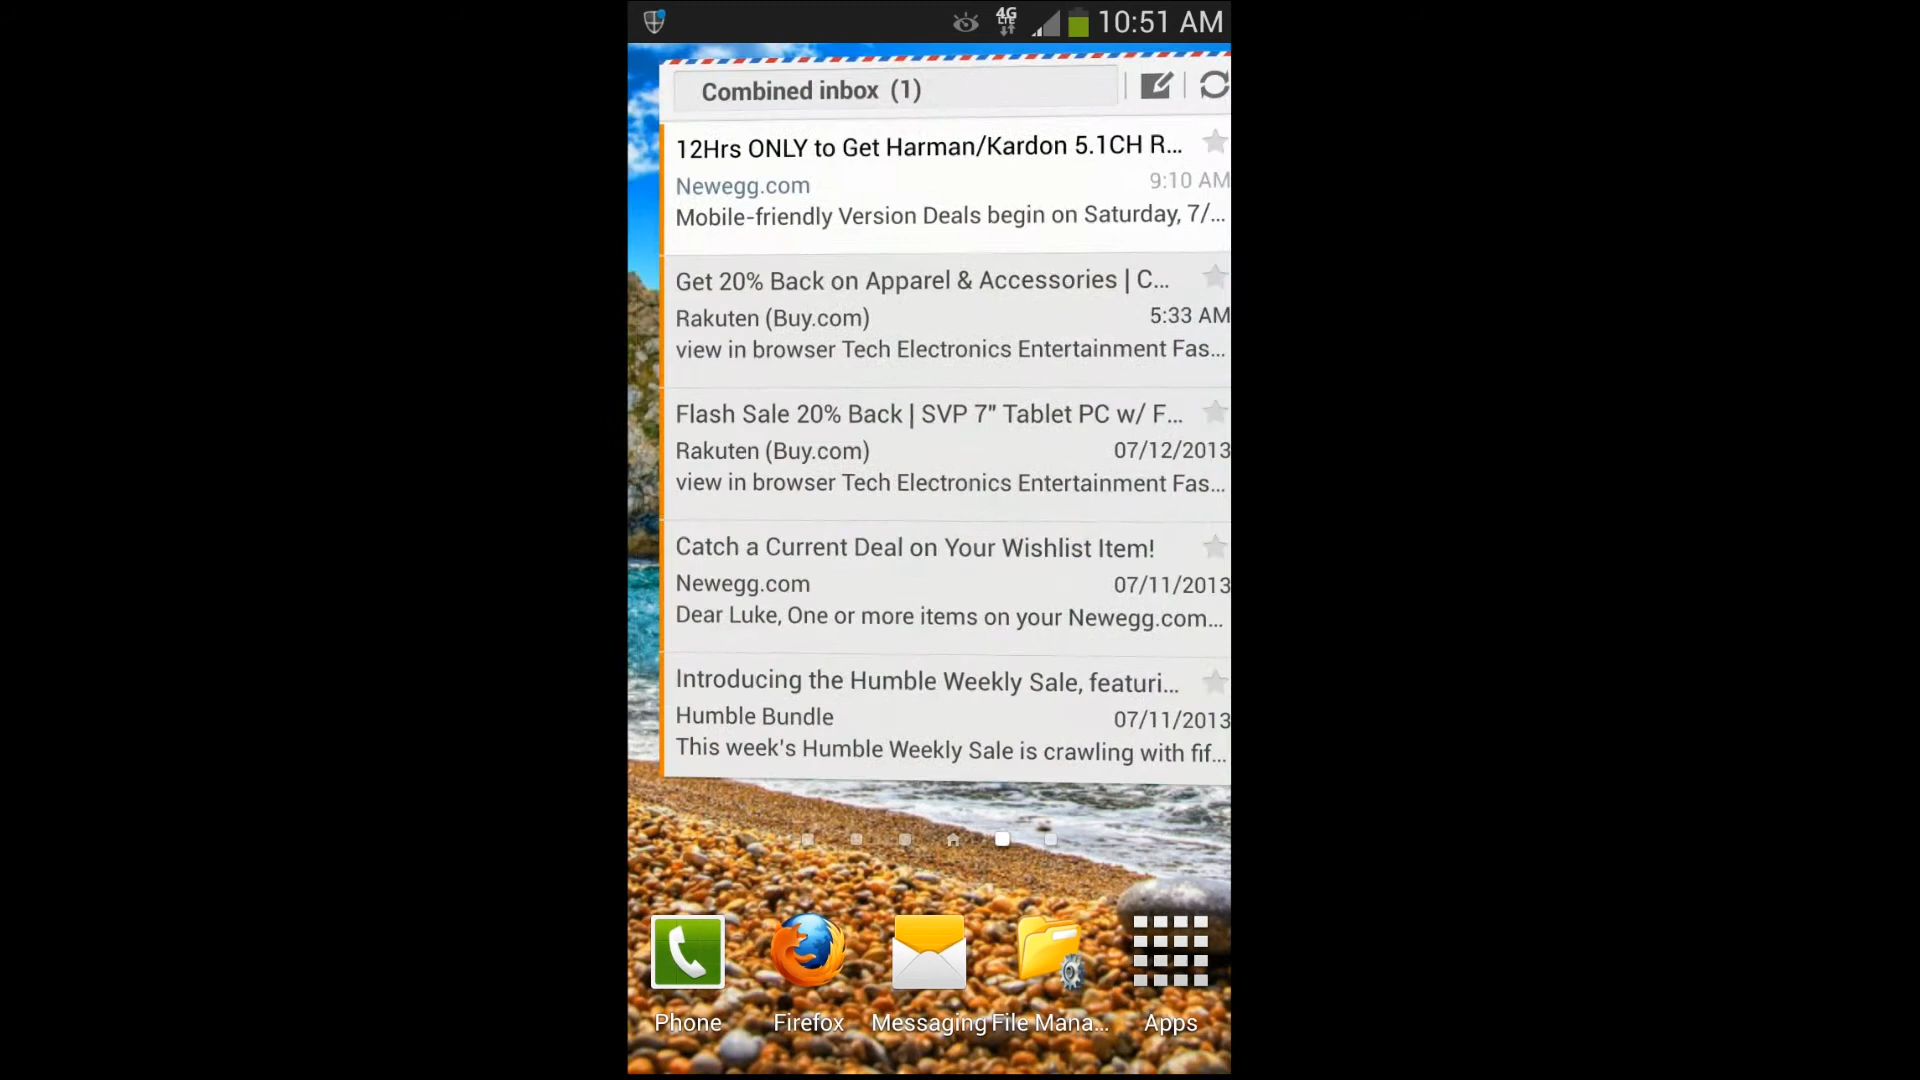 4G
LTE
10:51 AM
Combined inbox (1)
12Hrs ONLY to Get Harman/Kardon 5.1CH R...
Newegg.com
9:10 AM
Mobile-friendly Version Deals begin on Saturday, 7/...
Get 20% Back on Apparel & Accessories | C...
Rakuten (Buy.com)
5:33 AM
view in browser Tech Electronics Entertainment Fas...
Flash Sale 20% Back | SVP 7" Tablet PC w/ F...
Rakuten (Buy.com)
07/12/2013
view in browser Tech Electronics Entertainment Fas...
Catch a Current Deal on Your Wishlist Item!
Newegg.com
07/11/2013
Dear Luke, One or more items on your Newegg.com...
Introducing the Humble Weekly Sale, featuri...
Humble Bundle
07/11/2013
This week's Humble Weekly Sale is crawling with fif...
Phone
Firefox
Messaging
File Mana...
Apps